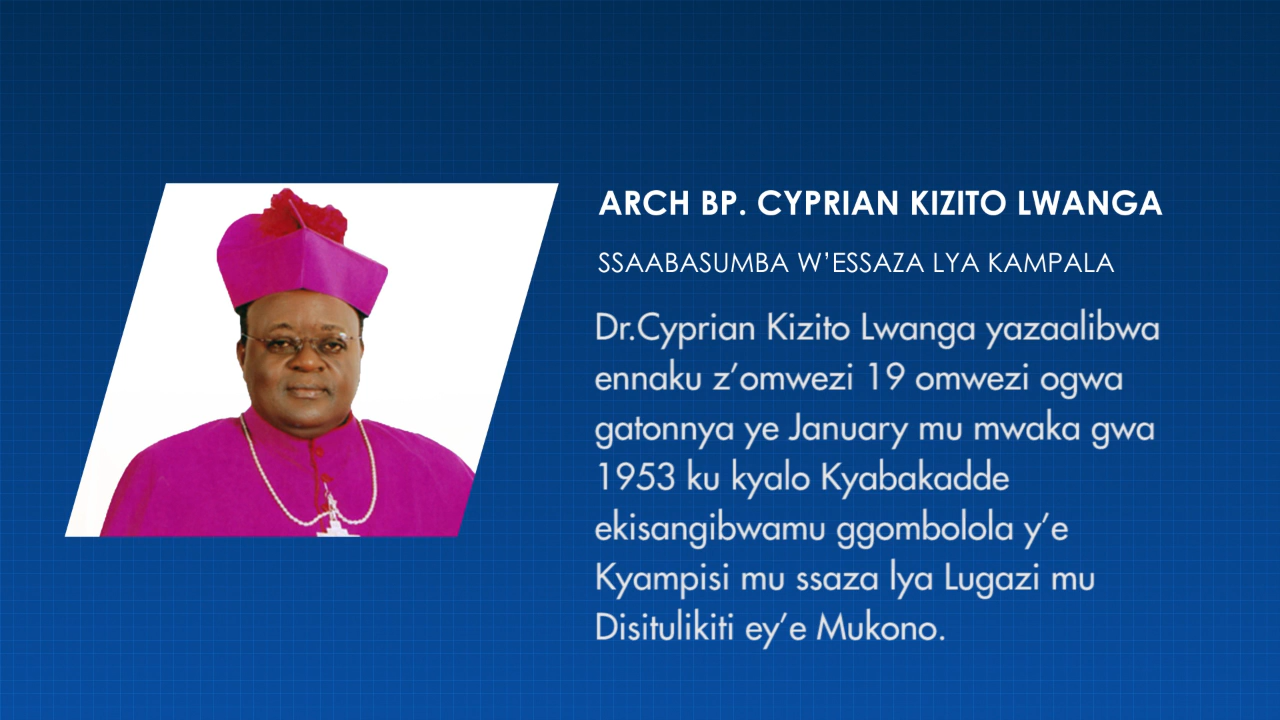 ARCH BP. CYPRIAN KIZITO LWANGA
SSAABASUMBA W’ESSAZA LYA KAMPALA
Dr.Cyprian Kizito Lwanga yazaalibwa
ennaku z’omwezi 19 omwezi ogwa
gatonnya ye January mu mwaka gwa
1953 ku kyalo Kyabakadde
ekisangibwamu ggombolola y’e
Kyampisi mu ssaza lya Lugazi mu
Disitulikiti ey’e Mukono.